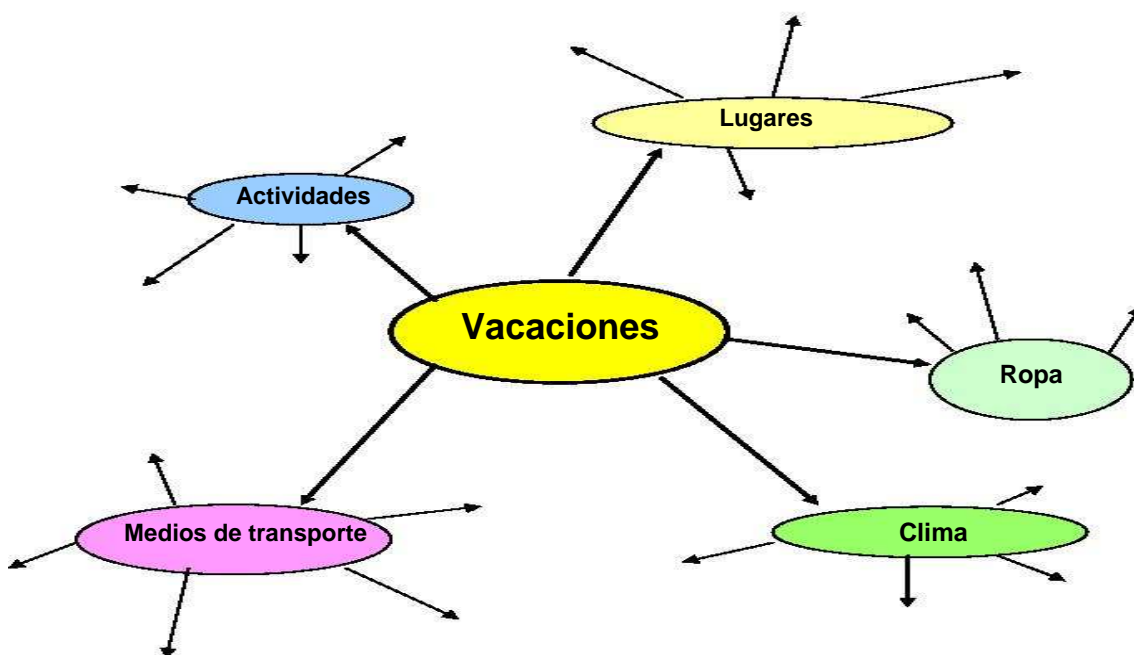 Lugares
Actividades
Vacaciones
Ropa
Medios de transporte
Clima